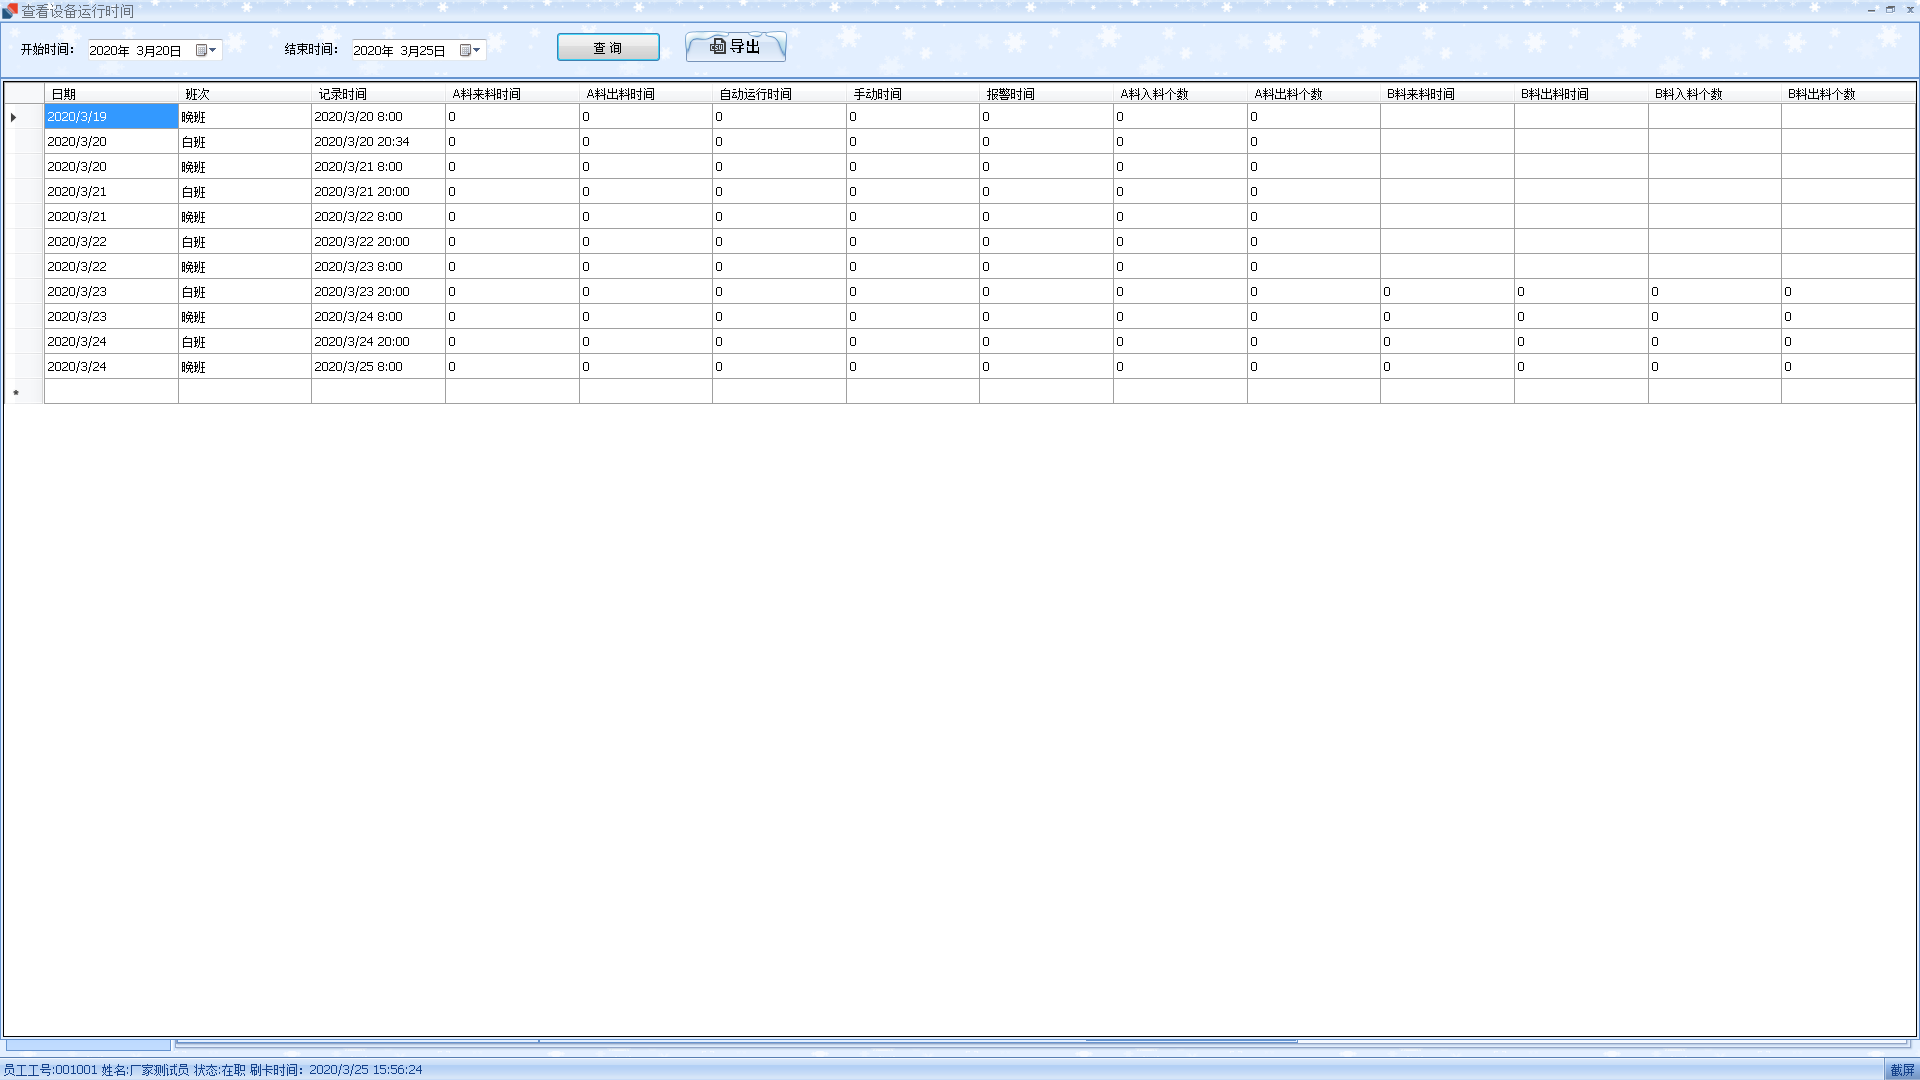 查看设备运行时间
开始时间： 2020年 3月20日 结束时间： 2020年 3月25日 查 询 导出
日期 班次 记录时间 A料来料时间 A料出料时间 自动运行时间 手动时间 报警时间 A料入料个数 A料出料个数 B料来料时间 B料出料时间 B料入料个数 B料出料个数
2020/3/19 晚班 2020/3/20 8:00 0 0 0 0 0 0 0
2020/3/20 白班 2020/3/20 20:34 0 0 0 0 0 0 0
2020/3/20 晚班 2020/3/21 8:00 0 0 0 0 0 0 0
2020/3/21 白班 2020/3/21 20:00 0 0 0 0 0 0 0
2020/3/21 晚班 2020/3/22 8:00 0 0 0 0 0 0 0
2020/3/22 白班 2020/3/22 20:00 0 0 0 0 0 0 0
2020/3/22 晚班 2020/3/23 8:00 0 0 0 0 0 0 0
2020/3/23 白班 2020/3/23 20:00 0 0 0 0 0 0 0 0 0 0 0
2020/3/23 晚班 2020/3/24 8:00 0 0 0 0 0 0 0 0 0 0 0
2020/3/24 白班 2020/3/24 20:00 0 0 0 0 0 0 0 0 0 0 0
2020/3/24 晚班 2020/3/25 8:00 0 0 0 0 0 0 0 0 0 0 0
员工工号:001001 姓名:厂家测试员 状态:在职 刷卡时间：2020/3/25 15:56:24 截屏